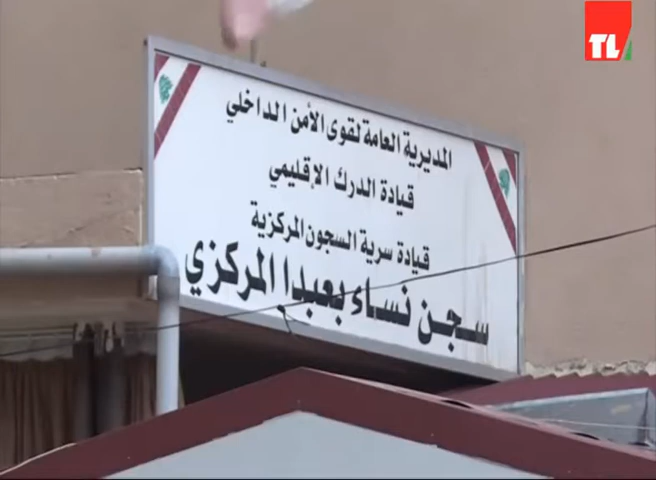 TL
المديرية العامة لقوى الأمن الداخلي
قيادة الدرك الإقليمي
قيادة سرية السجون المركزية
سجن نساء بعبدا المركزي